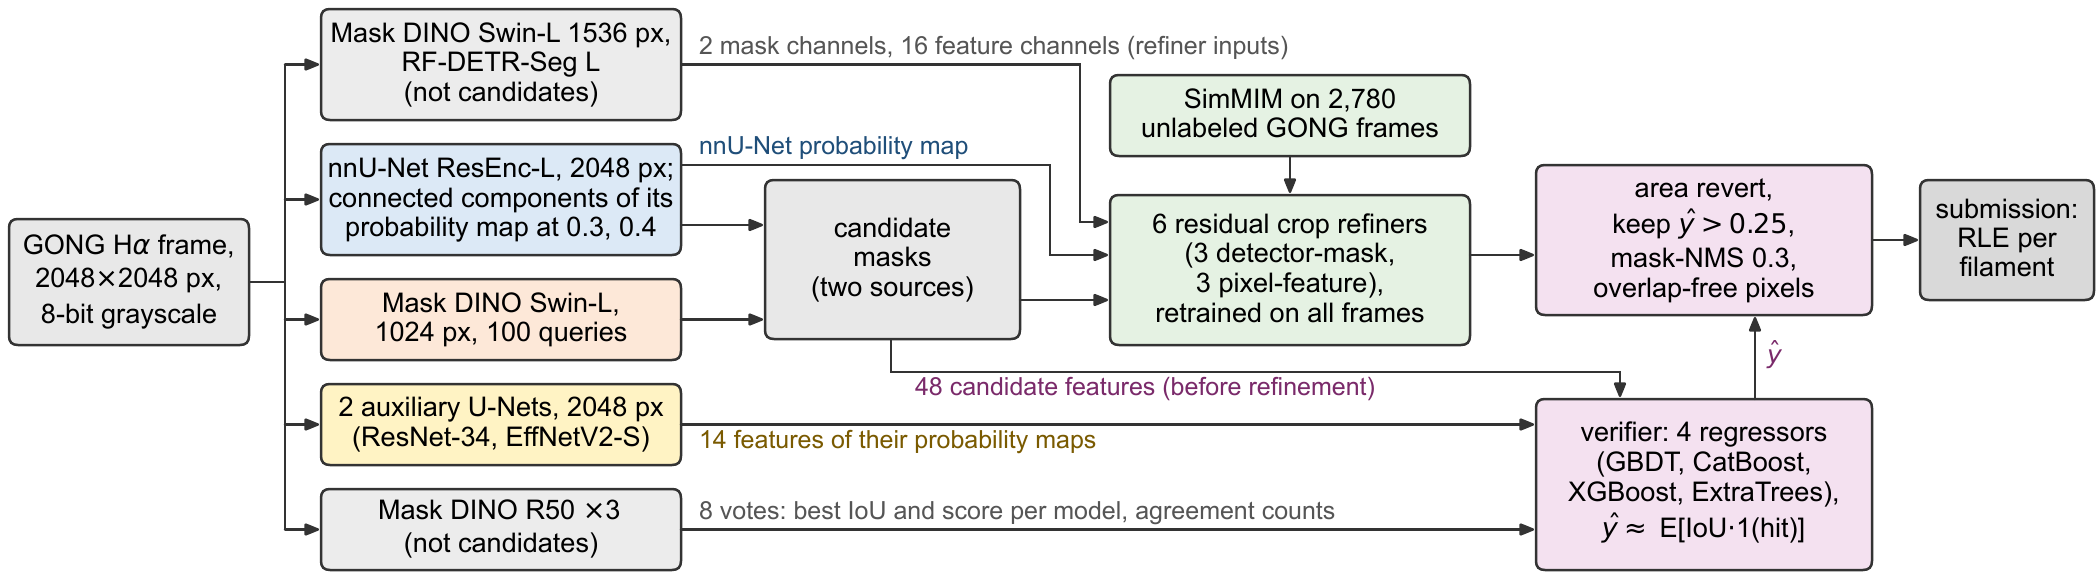 GONG Hα frame,
2048×2048 px,
8-bit grayscale
Mask DINO Swin-L 1536 px,
RF-DETR-Seg L
(not candidates)
nnU-Net ResEnc-L, 2048 px;
connected components of its
probability map at 0.3, 0.4
Mask DINO Swin-L,
1024 px, 100 queries
2 auxiliary U-Nets, 2048 px
(ResNet-34, EffNetV2-S)
Mask DINO R50 ×3
(not candidates)
2 mask channels, 16 feature channels (refiner inputs)
nnU-Net probability map
candidate
masks
(two sources)
48 candidate features (before refinement)
14 features of their probability maps
8 votes: best IoU and score per model, agreement counts
SimMIM on 2,780
unlabeled GONG frames
6 residual crop refiners
(3 detector-mask,
3 pixel-feature),
retrained on all frames
area revert,
keep ŷ > 0.25,
mask-NMS 0.3,
overlap-free pixels
ŷ
verifier: 4 regressors
(GBDT, CatBoost,
XGBoost, ExtraTrees),
ŷ ≈ E[IoU·1(hit)]
submission:
RLE per
filament